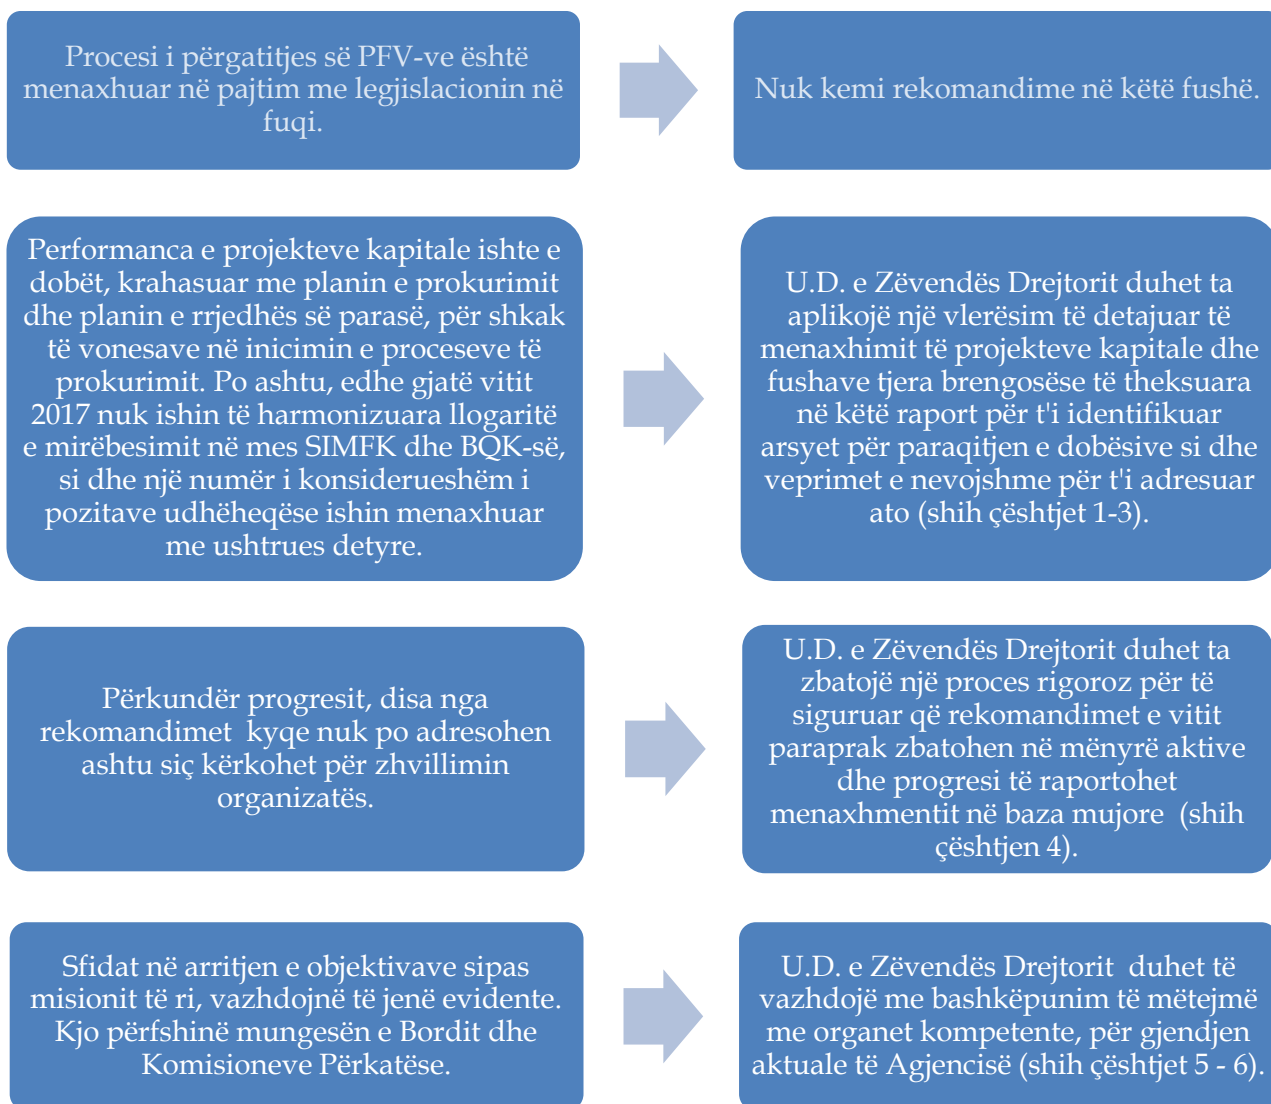 Procesi i përgatitjes së PFV-ve është
menaxhuar në pajtim me legjislacionin në
fuqi.
Nuk kemi rekomandime në këtë fushë.
Performanca e projekteve kapitale ishte e
dobët, krahasuar me planin e prokurimit
dhe planin e rrjedhës së parasë, për shkak
të vonesave në inicimin e proceseve të
prokurimit. Po ashtu, edhe gjatë vitit
2017 nuk ishin të harmonizuara llogaritë
e mirëbesimit në mes SIMFK dhe BQK-së,
si dhe një numër i konsiderueshëm i
pozitave udhëheqëse ishin menaxhuar
me ushtrues detyre.
U.D. e Zëvendës Drejtorit duhet ta
aplikojë një vlerësim të detajuar të
menaxhimit të projekteve kapitale dhe
fushave tjera brengosëse të theksuara
në këtë raport për t'i identifikuar
arsyet për paraqitjen e dobësive si dhe
veprimet e nevojshme për t'i adresuar
ato (shih çështjet 1-3).
Përkundër progresit, disa nga
rekomandimet kyqe nuk po adresohen
ashtu siç kërkohet për zhvillimin
organizatës.
U.D. e Zëvendës Drejtorit duhet ta
zbatojë një proces rigoroz për të
siguruar që rekomandimet e vitit
paraprak zbatohen në mënyrë aktive
dhe progresi të raportohet
menaxhmentit në baza mujore (shih
çështjen 4).
Sfidat në arritjen e objektivave sipas
misionit të ri, vazhdojnë të jenë evidente.
Kjo përfshinë mungesën e Bordit dhe
Komisioneve Përkatëse.
U.D. e Zëvendës Drejtorit duhet të
vazhdojë me bashkëpunim të mëtejmë
me organet kompetente, për gjendjen
aktuale të Agjencisë (shih çështjet 5 - 6).